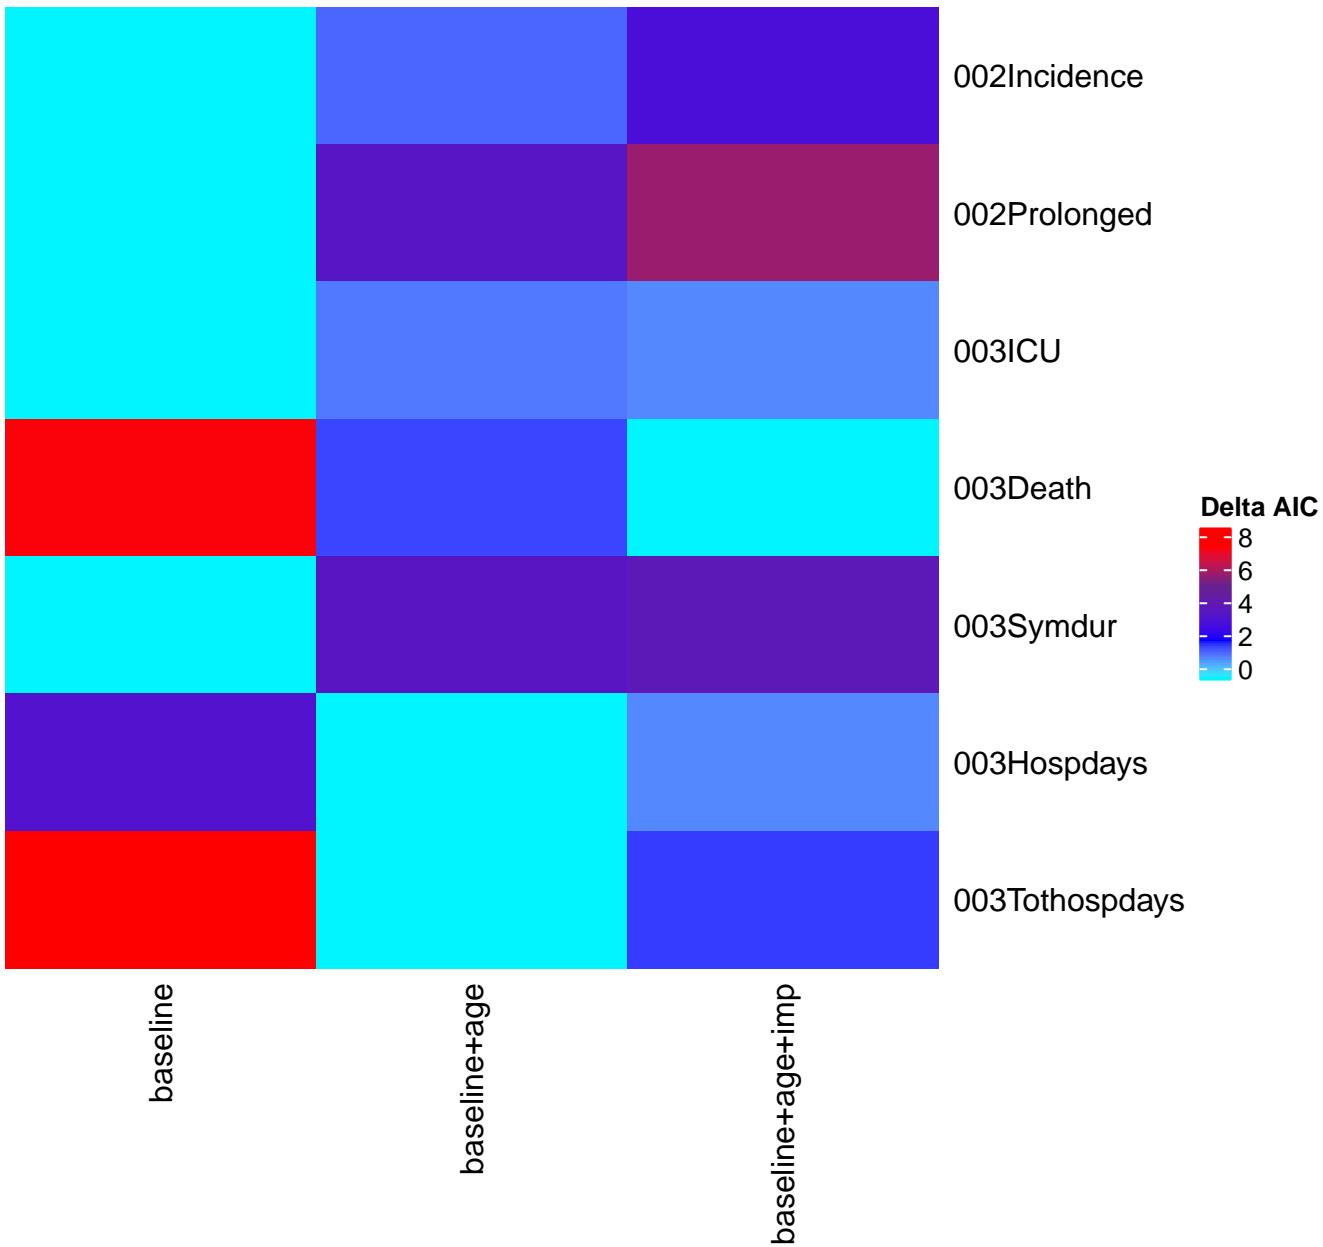 002Incidence
002Prolonged
003ICU
003Death
003Symdur
003Hospdays
003Tothospdays
Delta AIC
8
6
4
2
0
baseline
baseline+age
baseline+age+imp